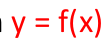 y = f(x)